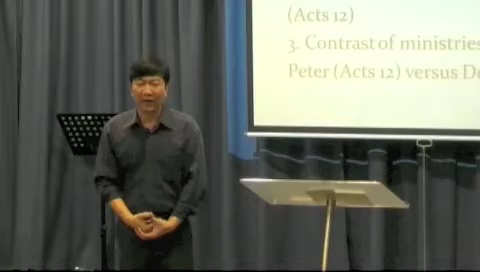 (Acts 12)
3. Contrast of ministries
Peter (Acts 12) versus